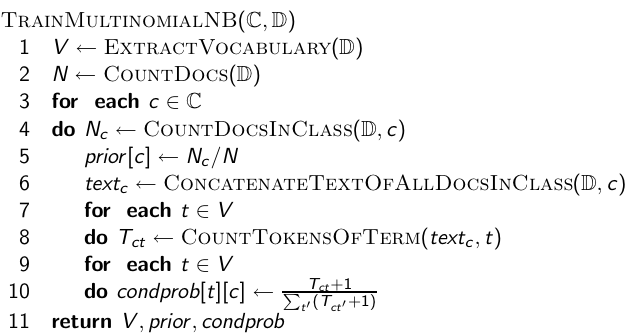 TRAINMULTINOMIALNB(ℂ, 𝔻)
1 V ← EXTRACTVOCABULARY(𝔻)
2 N ← COUNTDOCS(𝔻)
3 for each c ∈ ℂ
4 do N_c ← COUNTDOCSINCLASS(𝔻, c)
5 prior[c] ← N_c/N
6 text_c ← CONCATENATETEXTOFALLDOCSINCLASS(𝔻, c)
7 for each t ∈ V
8 do T_ct ← COUNTTOKENSOFTERM(text_c, t)
9 for each t ∈ V
10 do condprob[t][c] ← (T_ct+1)/(∑_t′(T_ct′+1))
11 return V, prior, condprob